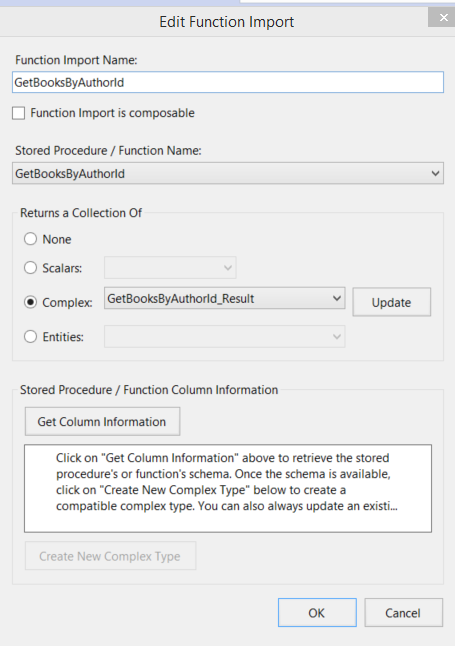 Edit Function Import
Function Import Name:
GetBooksByAuthorId
Function Import is composable
Stored Procedure / Function Name:
GetBooksByAuthorId
Returns a Collection Of
None
Scalars:
Complex: GetBooksByAuthorId_Result Update
Entities:
Stored Procedure / Function Column Information
Get Column Information
Click on "Get Column Information" above to retrieve the stored
procedure's or function's schema. Once the schema is available,
click on "Create New Complex Type" below to create a
compatible complex type. You can also always update an existi...
Create New Complex Type
OK Cancel